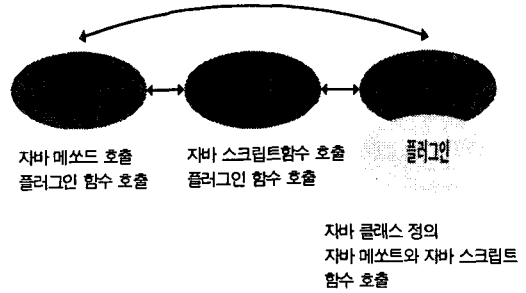 자바 메쏘드 호출
플러그인 함수 호출
자바 스크립트함수 호출
플러그인 함수 호출
플러그인
자바 클래스 정의
자바 메쏘트와 자바 스크립트
함수 호출